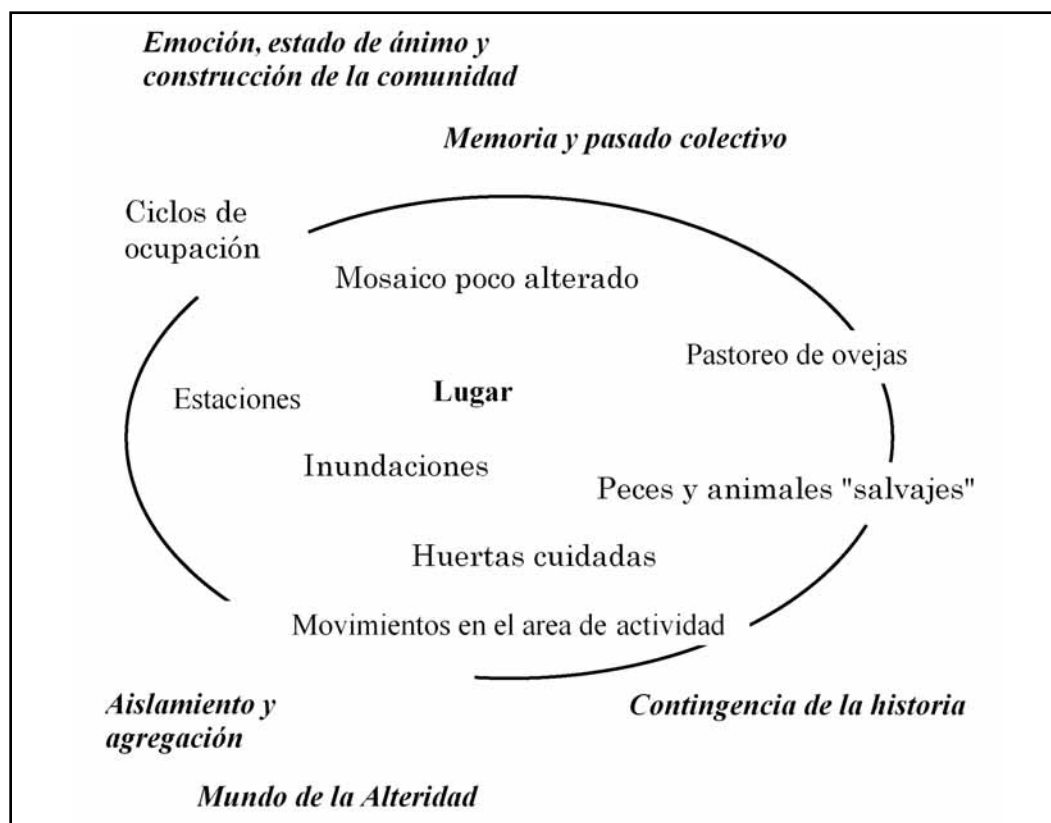 Emoción, estado de ánimo y
construcción de la comunidad
Memoria y pasado colectivo
Ciclos de
ocupación
Mosaico poco alterado
Pastoreo de ovejas
Estaciones
Lugar
Inundaciones
Peces y animales "salvajes"
Huertas cuidadas
Movimientos en el area de actividad
Aislamiento y
agregación
Contingencia de la historia
Mundo de la Alteridad